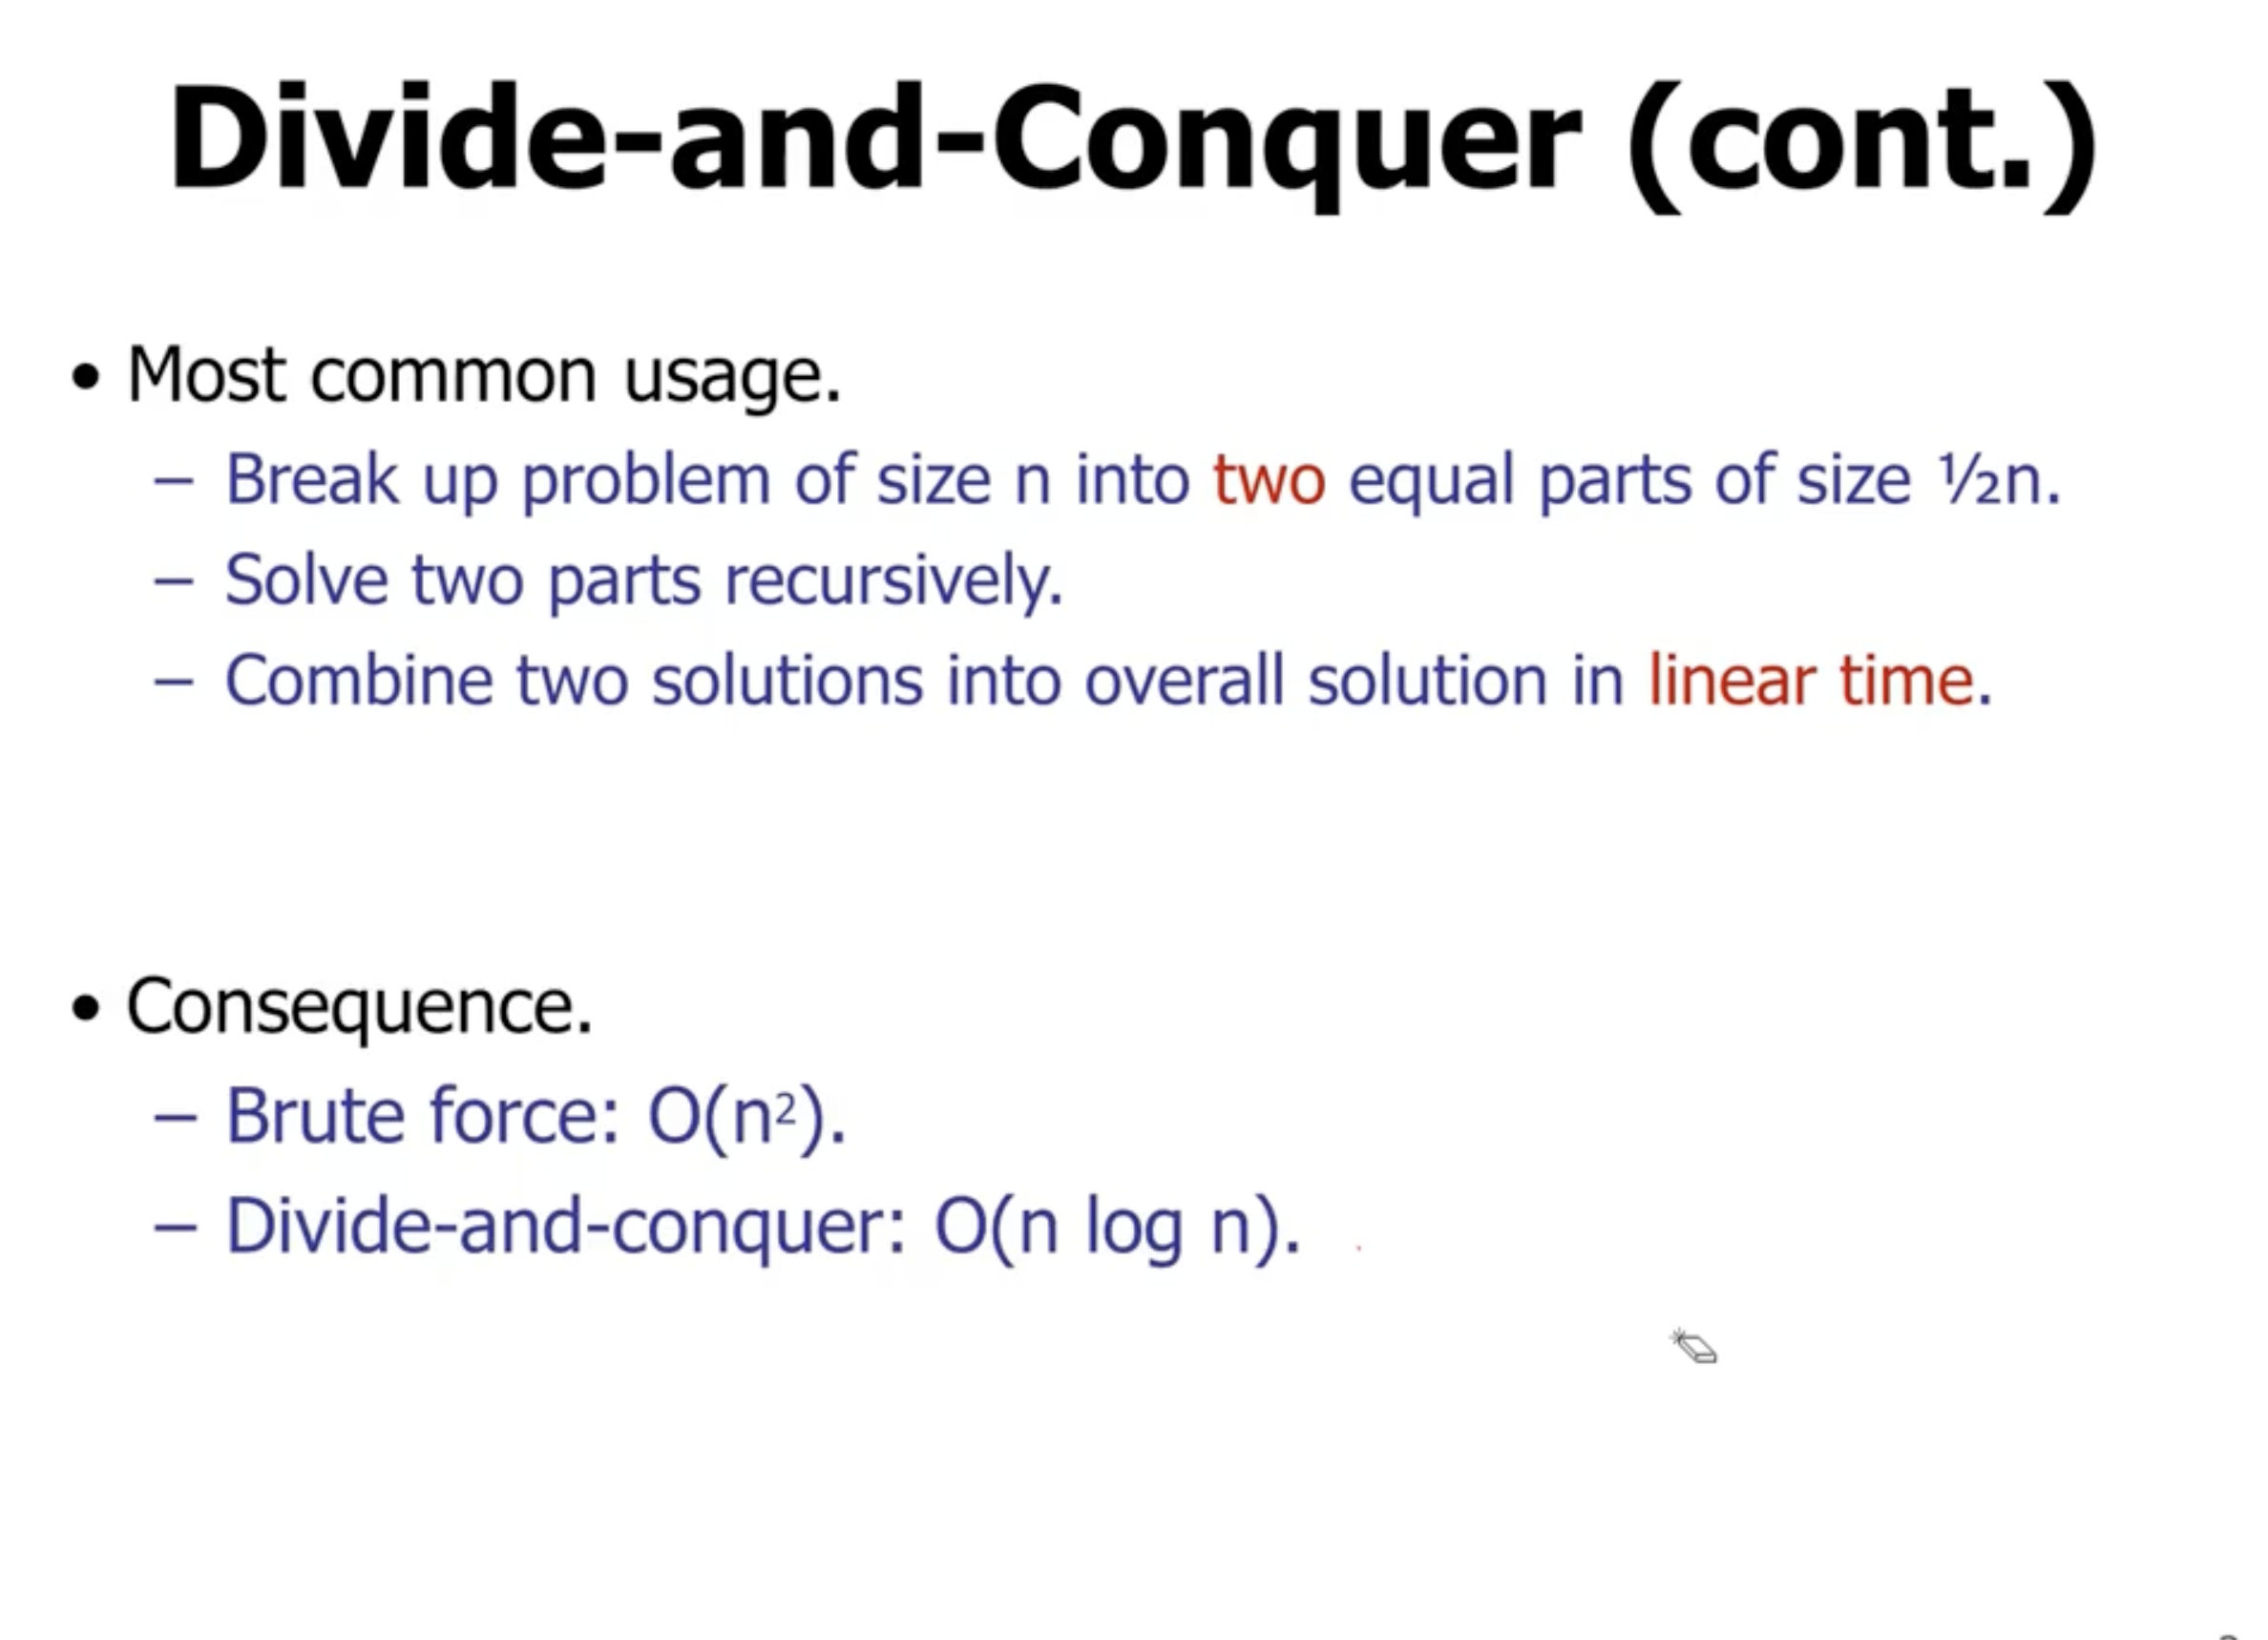 Divide-and-Conquer (cont.)
• Most common usage.
– Break up problem of size n into two equal parts of size ½n.
– Solve two parts recursively.
– Combine two solutions into overall solution in linear time.
• Consequence.
– Brute force: O(n²).
– Divide-and-conquer: O(n log n).